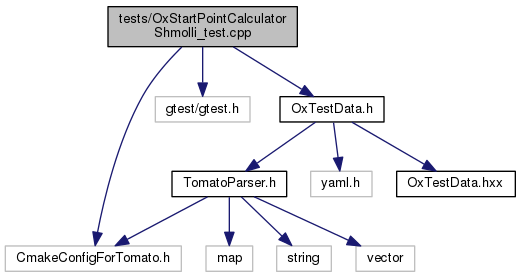 tests/OxStartPointCalculator
Shmolli_test.cpp
gtest/gtest.h
OxTestData.h
TomatoParser.h
yaml.h
OxTestData.hxx
CmakeConfigForTomato.h
map
string
vector